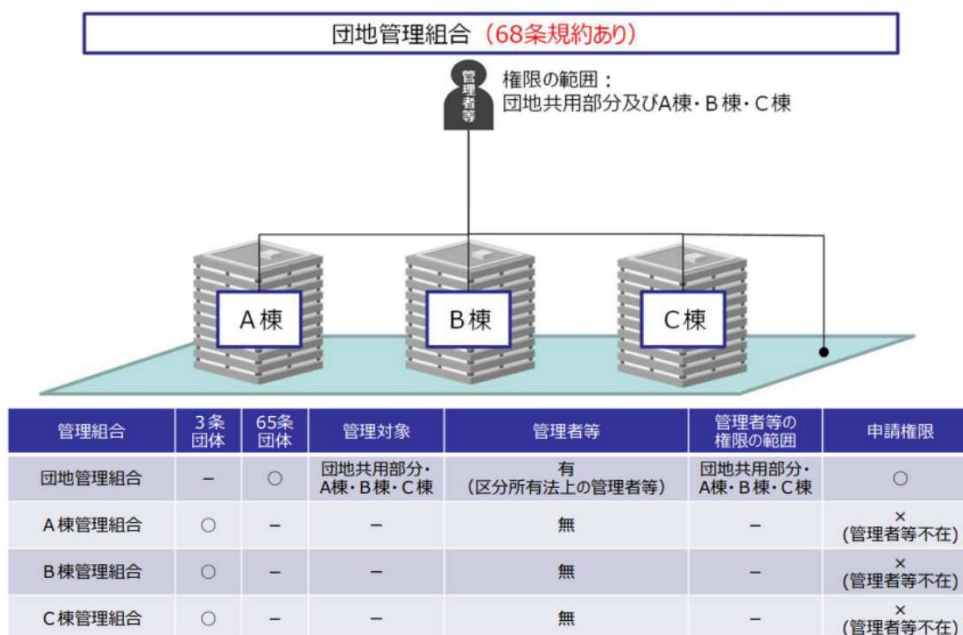 団地管理組合（68条規約あり）
管理者等
権限の範囲：
団地共用部分及びA棟・B棟・C棟
A棟
B棟
C棟
管理組合 3条団体 65条団体 管理対象 管理者等 管理者等の権限の範囲 申請権限
団地管理組合 － ○ 団地共用部分・A棟・B棟・C棟 有（区分所有法上の管理者等） 団地共用部分・A棟・B棟・C棟 ○
A棟管理組合 ○ － － 無 － ×(管理者等不在)
B棟管理組合 ○ － － 無 － ×(管理者等不在)
C棟管理組合 ○ － － 無 － ×(管理者等不在)